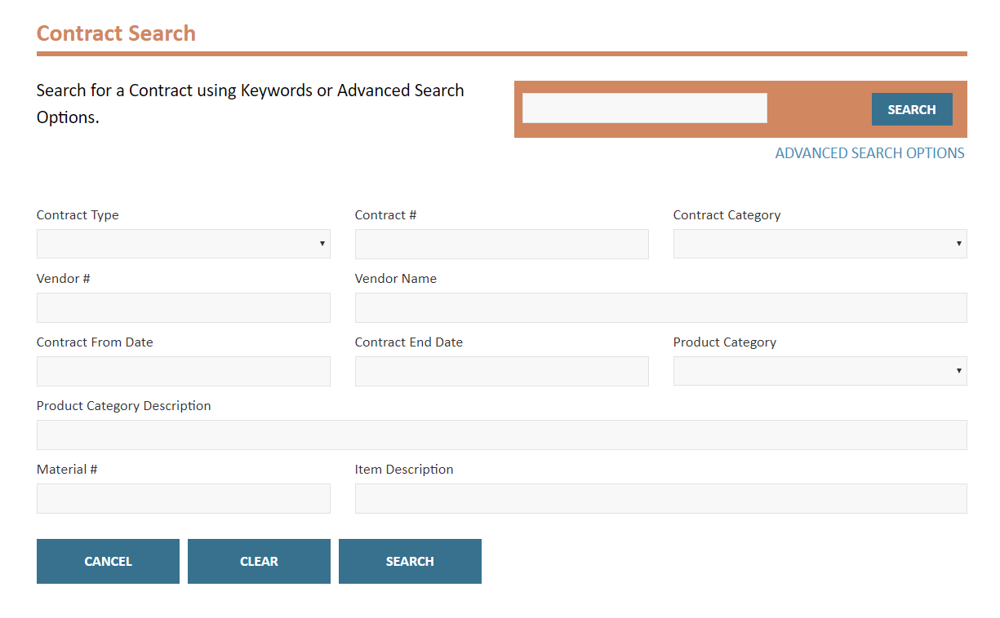 Contract Search
Search for a Contract using Keywords or Advanced Search
Options.
SEARCH
ADVANCED SEARCH OPTIONS
Contract Type
Contract #
Contract Category
Vendor #
Vendor Name
Contract From Date
Contract End Date
Product Category
Product Category Description
Material #
Item Description
CANCEL
CLEAR
SEARCH